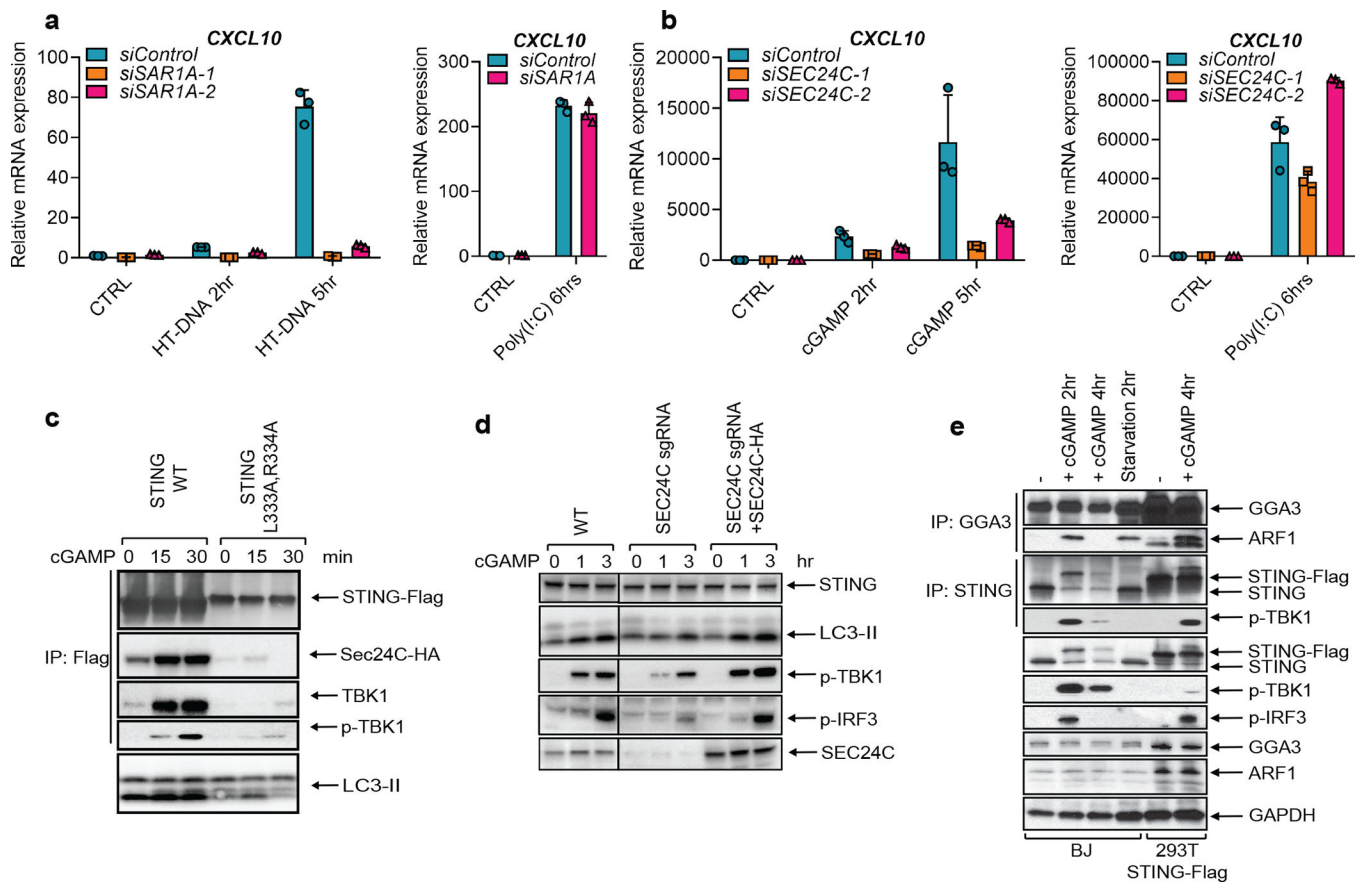 a
CXCL10
siControl
siSAR1A-1
siSAR1A-2
Relative mRNA expression
100
80
60
40
20
0
CTRL
HT-DNA 2hr
HT-DNA 5hr
CXCL10
siControl
siSAR1A
Relative mRNA expression
300
200
100
0
CTRL
Poly(I:C) 6hrs
b
CXCL10
siControl
siSEC24C-1
siSEC24C-2
Relative mRNA expression
20000
15000
10000
5000
0
CTRL
cGAMP 2hr
cGAMP 5hr
CXCL10
siControl
siSEC24C-1
siSEC24C-2
Relative mRNA expression
100000
80000
60000
40000
20000
0
CTRL
Poly(I:C) 6hrs
c
STING
WT
STING
L333A,R334A
cGAMP 0 15 30 0 15 30 min
IP: Flag
STING-Flag
Sec24C-HA
TBK1
p-TBK1
LC3-II
d
WT
SEC24C sgRNA
SEC24C sgRNA
+SEC24C-HA
cGAMP 0 1 3 0 1 3 0 1 3 hr
STING
LC3-II
p-TBK1
p-IRF3
SEC24C
e
-
+ cGAMP 2hr
+ cGAMP 4hr
Starvation 2hr
-
+ cGAMP 4hr
IP: GGA3
GGA3
ARF1
IP: STING
STING-Flag
STING
p-TBK1
STING-Flag
STING
p-TBK1
p-IRF3
GGA3
ARF1
GAPDH
BJ
293T
STING-Flag